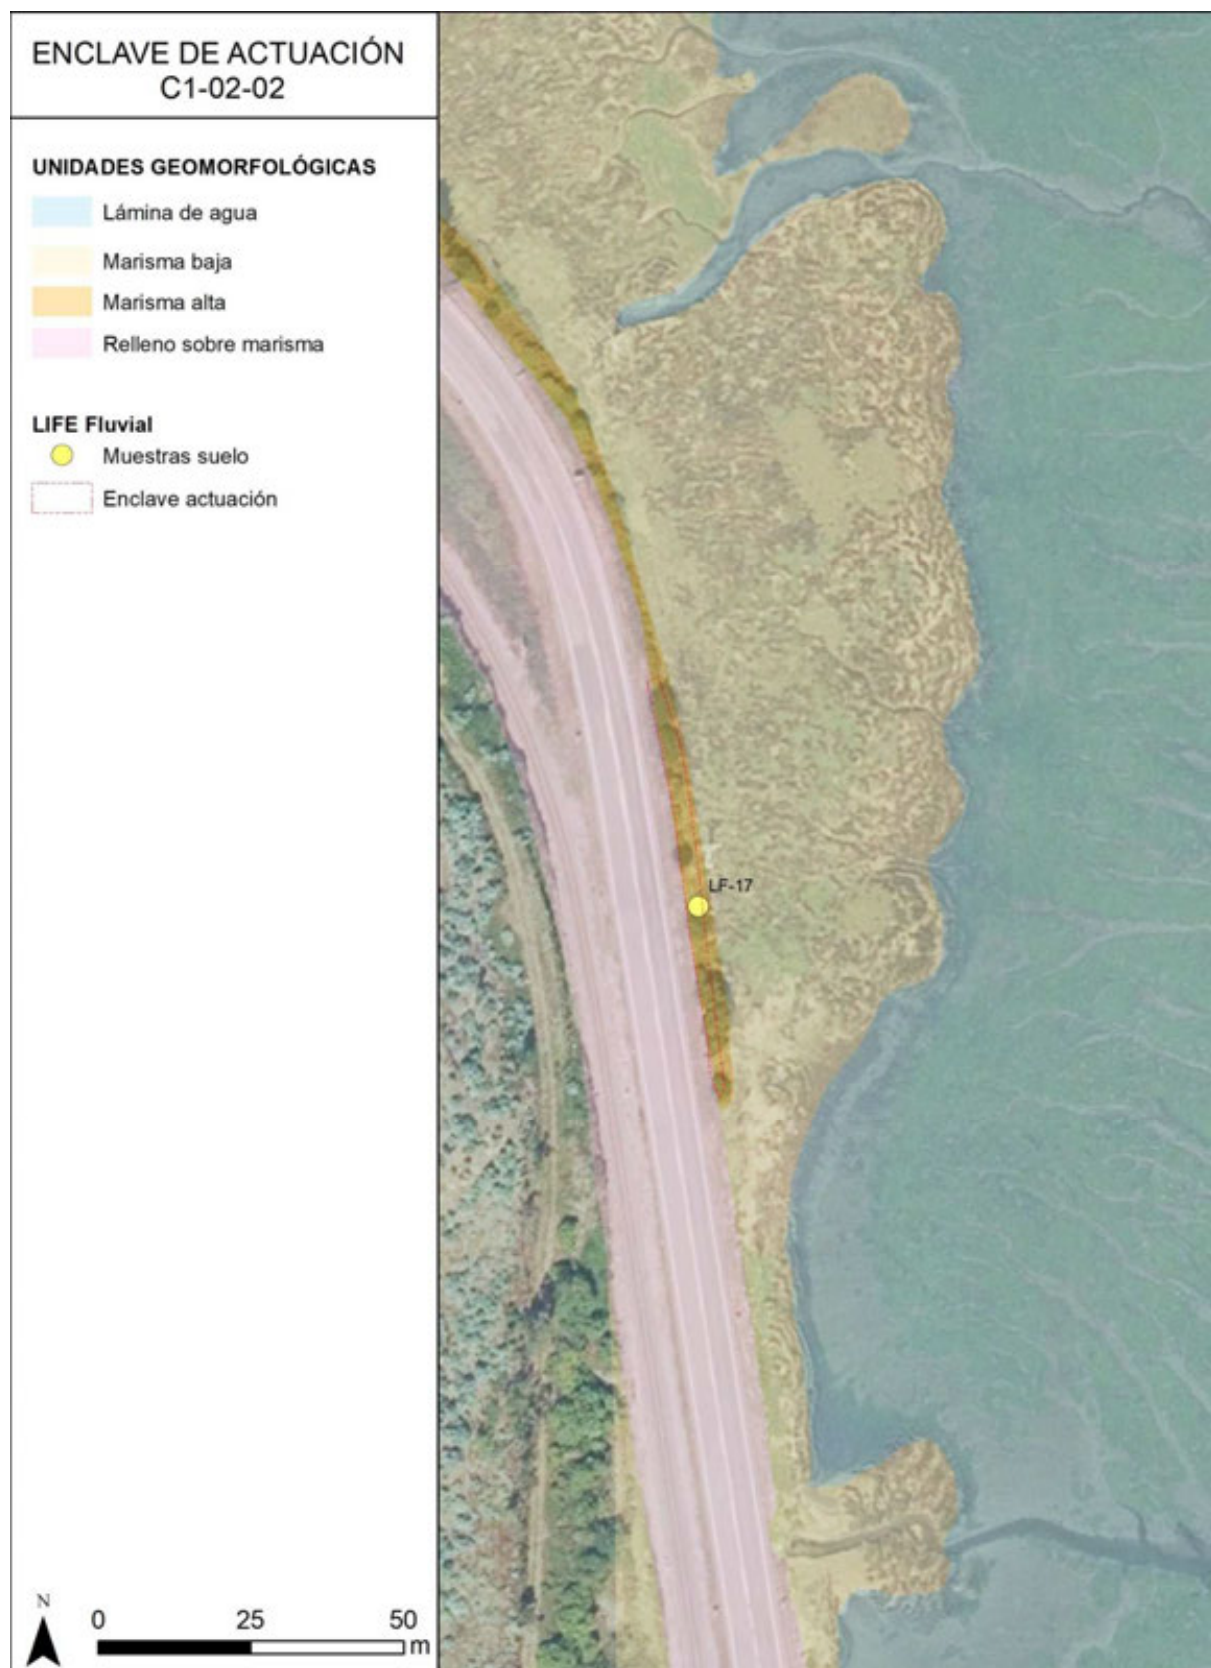 ENCLAVE DE ACTUACIÓN
C1-02-02
UNIDADES GEOMORFOLÓGICAS
Lámina de agua
Marisma baja
Marisma alta
Relleno sobre marisma
LIFE Fluvial
Muestras suelo
Enclave actuación
LF-17
N
0 25 50
m